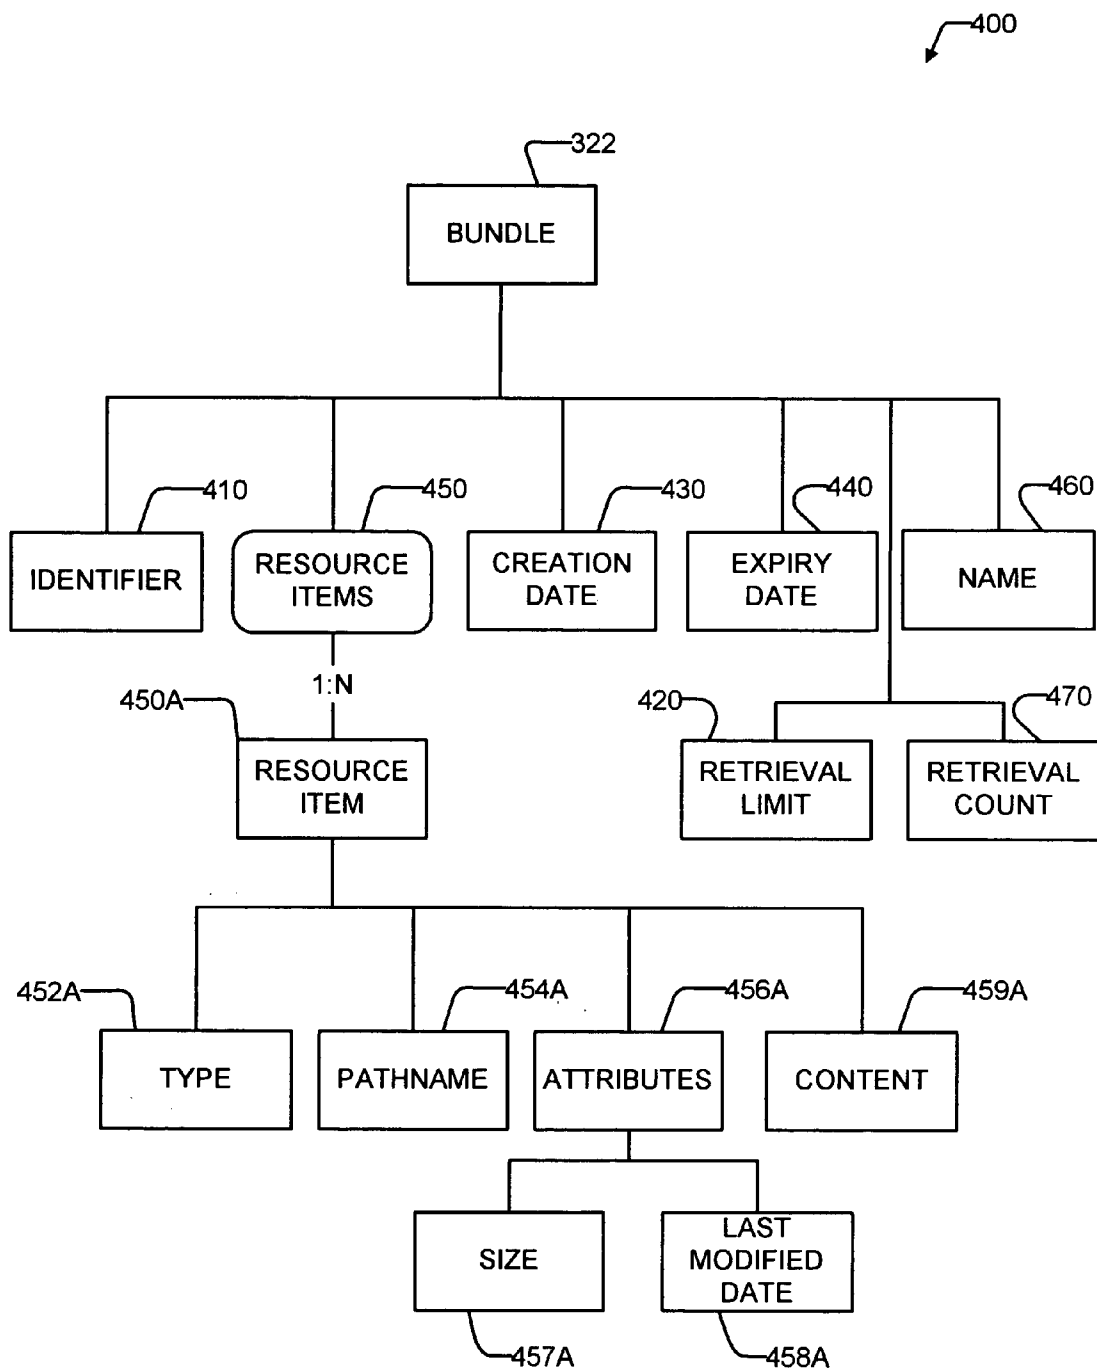 400
322
BUNDLE
410
450
430
440
460
IDENTIFIER
RESOURCE
ITEMS
CREATION
DATE
EXPIRY
DATE
NAME
1:N
450A
420
470
RESOURCE
ITEM
RETRIEVAL
LIMIT
RETRIEVAL
COUNT
452A
454A
456A
459A
TYPE
PATHNAME
ATTRIBUTES
CONTENT
SIZE
LAST
MODIFIED
DATE
457A
458A